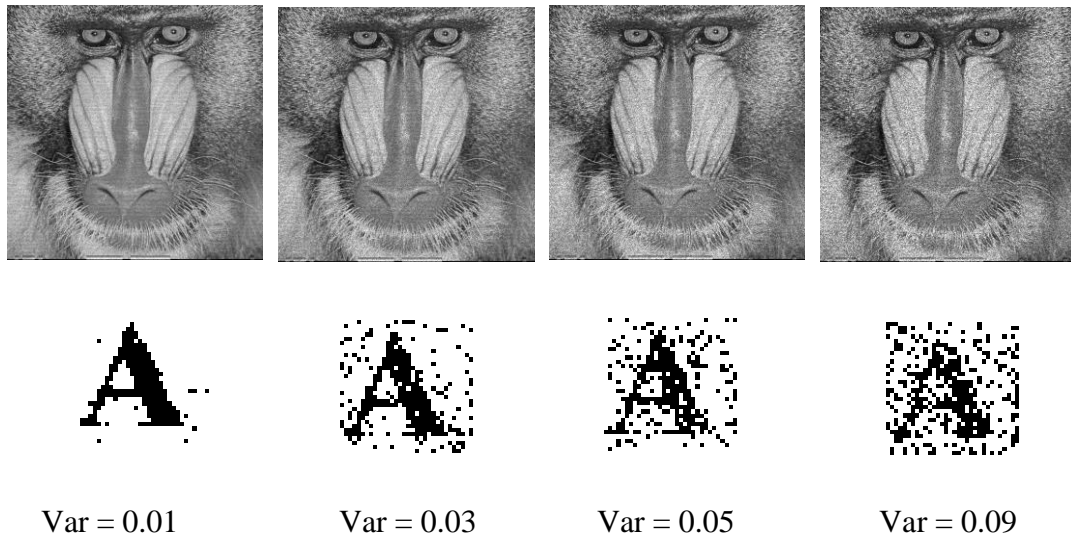 A A A A
Var = 0.01 Var = 0.03 Var = 0.05 Var = 0.09